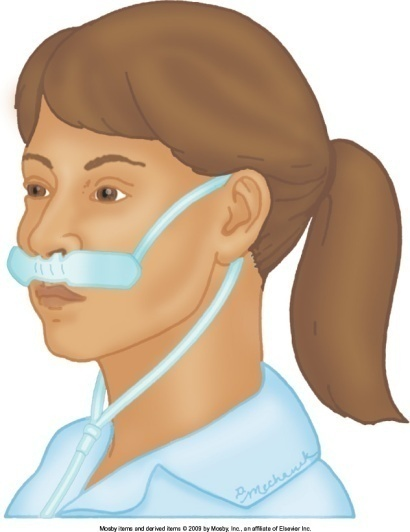 Mosby items and derived items © 2009 by Mosby, Inc., an affiliate of Elsevier Inc.